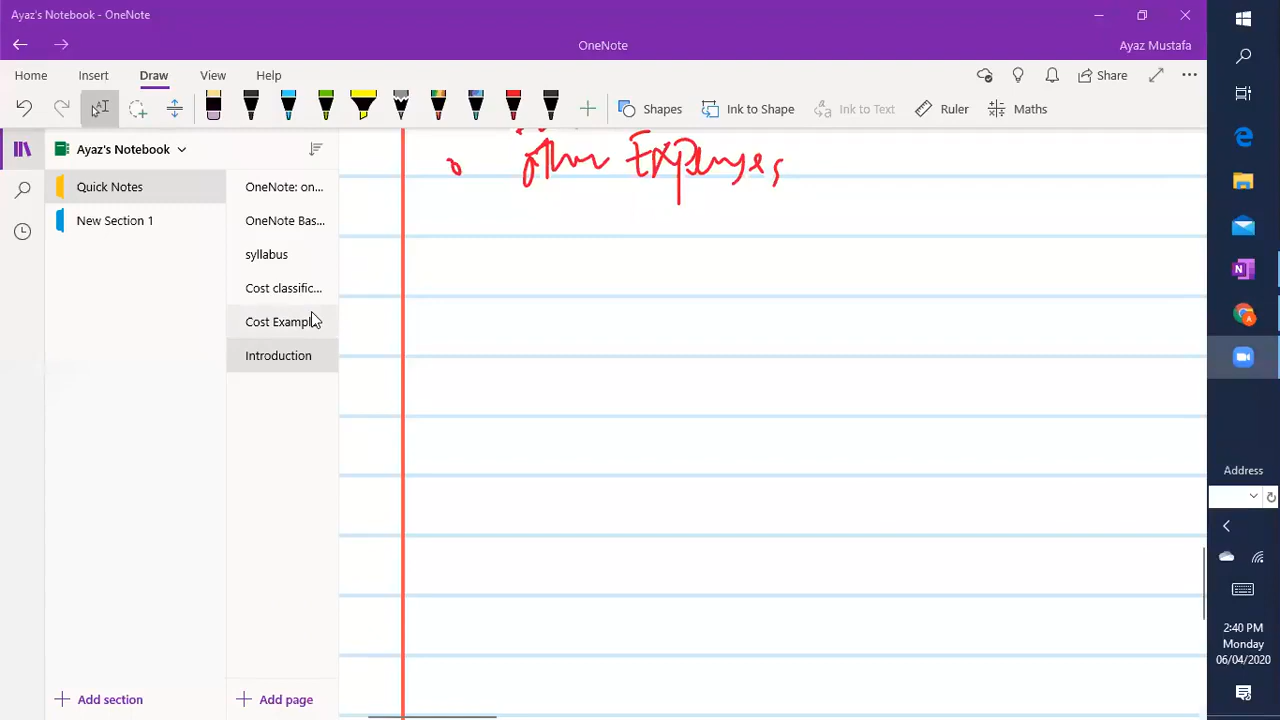 Ayaz's Notebook - OneNote
OneNote
Ayaz Mustafa
Home Insert Draw View Help
Share
Shapes Ink to Shape Ink to Text Ruler Maths
Ayaz's Notebook
Quick Notes
New Section 1
OneNote: on...
OneNote Bas...
syllabus
Cost classific...
Cost Exampl
Introduction
other Expenses
Add section
Add page
Address
2:40 PM
Monday
06/04/2020